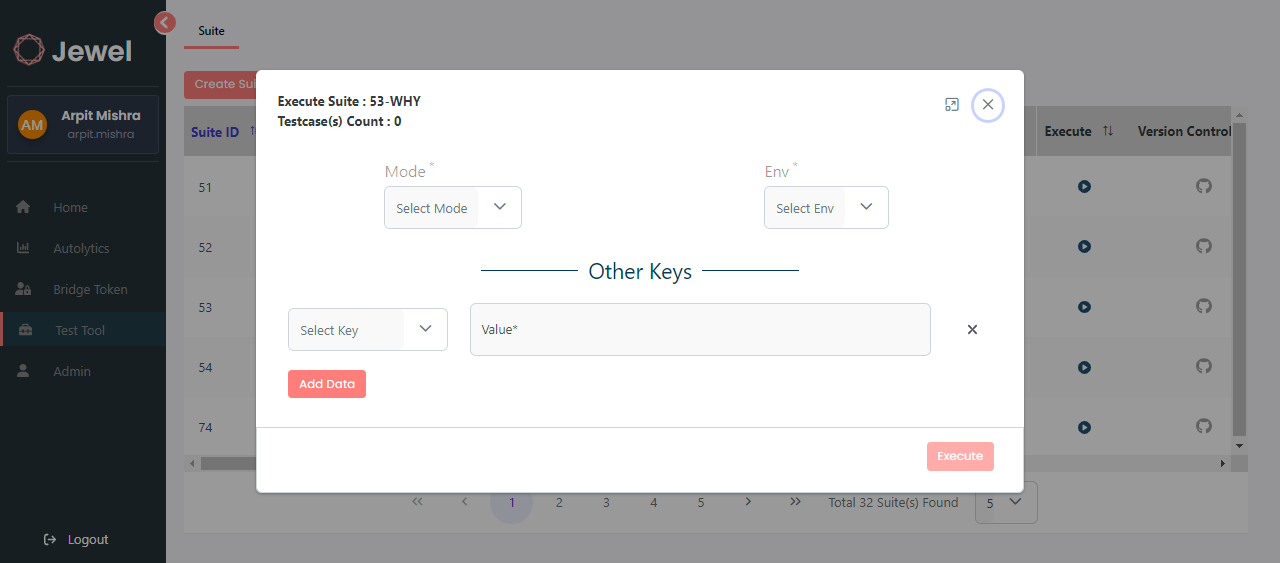 Jewel
AM
Arpit Mishra
arpit.mishra
Home
Autolytics
Bridge Token
Test Tool
Admin
Logout
Suite
Create Sui
Suite ID
Execute
Version Control
51
52
53
54
74
Execute Suite : 53-WHY
Testcase(s) Count : 0
Mode *
Env *
Select Mode
Select Env
Other Keys
Select Key
Value*
Add Data
Execute
1 2 3 4 5
Total 32 Suite(s) Found
5